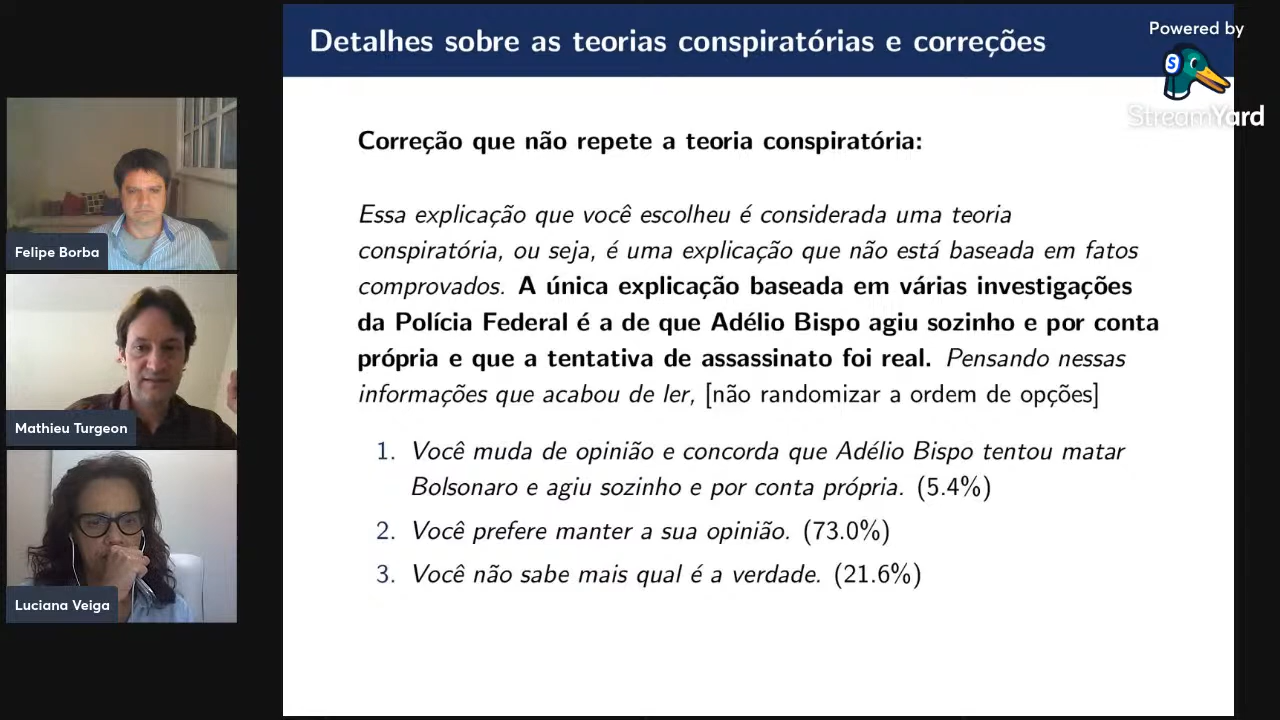 Detalhes sobre as teorias conspiratórias e correções
Powered by
S
StreamYard
Correção que não repete a teoria conspiratória:
Essa explicação que você escolheu é considerada uma teoria
conspiratória, ou seja, é uma explicação que não está baseada em fatos
comprovados. A única explicação baseada em várias investigações
da Polícia Federal é a de que Adélio Bispo agiu sozinho e por conta
própria e que a tentativa de assassinato foi real. Pensando nessas
informações que acabou de ler, [não randomizar a ordem de opções]
1. Você muda de opinião e concorda que Adélio Bispo tentou matar
Bolsonaro e agiu sozinho e por conta própria. (5.4%)
2. Você prefere manter a sua opinião. (73.0%)
3. Você não sabe mais qual é a verdade. (21.6%)
Felipe Borba
Mathieu Turgeon
Luciana Veiga